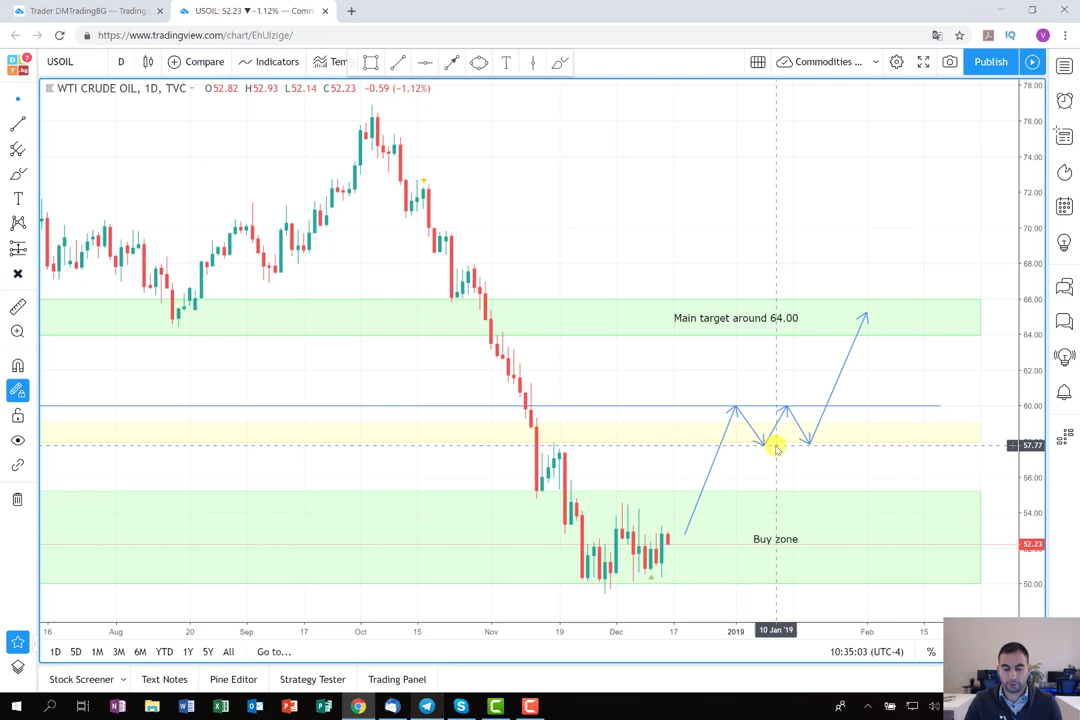 Trader DMTradingBG — Trading
USOIL: 52.23 ▼−1.12% — Comm
https://www.tradingview.com/chart/EhUlzIge/
IQ
V
7
USOIL
D
Compare
Indicators
Tem
Commodities ...
Publish
WTI CRUDE OIL, 1D, TVC
O52.82 H52.93 L52.14 C52.23 −0.59 (−1.12%)
78.00
76.00
74.00
72.00
70.00
68.00
66.00
Main target around 64.00
64.00
62.00
60.00
57.77
56.00
54.00
Buy zone
52.23
50.00
16
Aug
20
Sep
17
Oct
15
Nov
19
Dec
17
2019
10 Jan '19
Feb
15
1D 5D 1M 3M 6M YTD 1Y 5Y All Go to...
10:35:03 (UTC-4)
%
Stock Screener
Text Notes
Pine Editor
Strategy Tester
Trading Panel